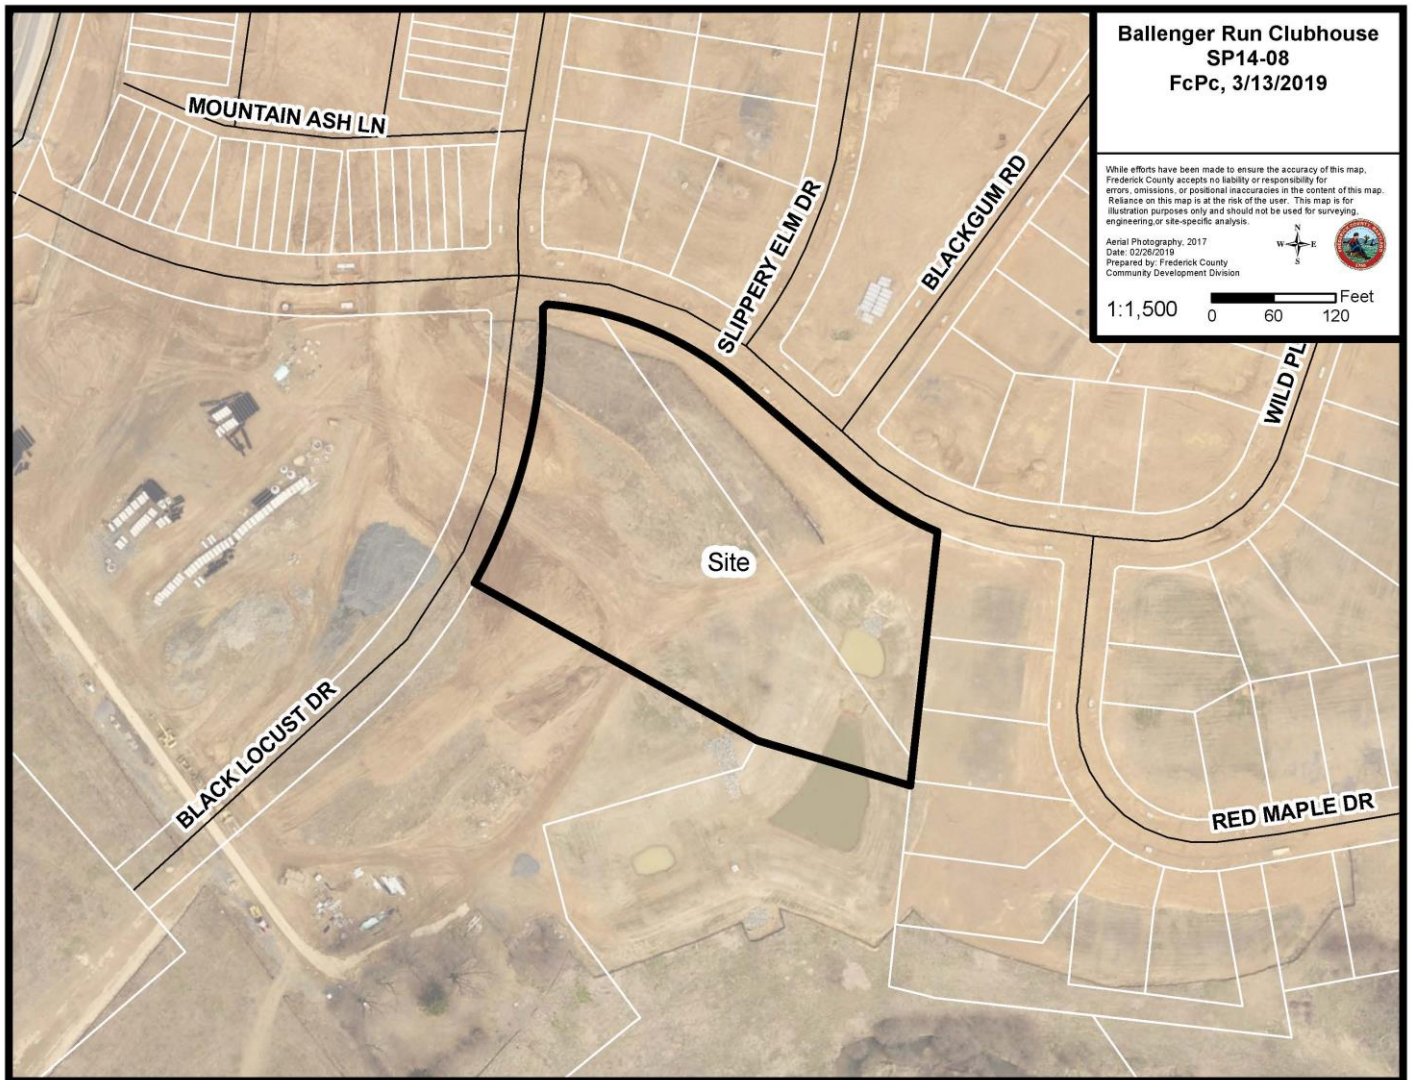 Ballenger Run Clubhouse
SP14-08
FcPc, 3/13/2019
While efforts have been made to ensure the accuracy of this map,
Frederick County accepts no liability or responsibility for
errors, omissions, or positional inaccuracies in the content of this map.
Reliance on this map is at the risk of the user. This map is for
illustration purposes only and should not be used for surveying,
engineering,or site-specific analysis.
Aerial Photography, 2017
Date: 02/26/2019
Prepared by: Frederick County
Community Development Division
N
W E
S
1:1,500
Feet
0 60 120
MOUNTAIN ASH LN
SLIPPERY ELM DR
BLACKGUM RD
WILD PL
Site
BLACK LOCUST DR
RED MAPLE DR